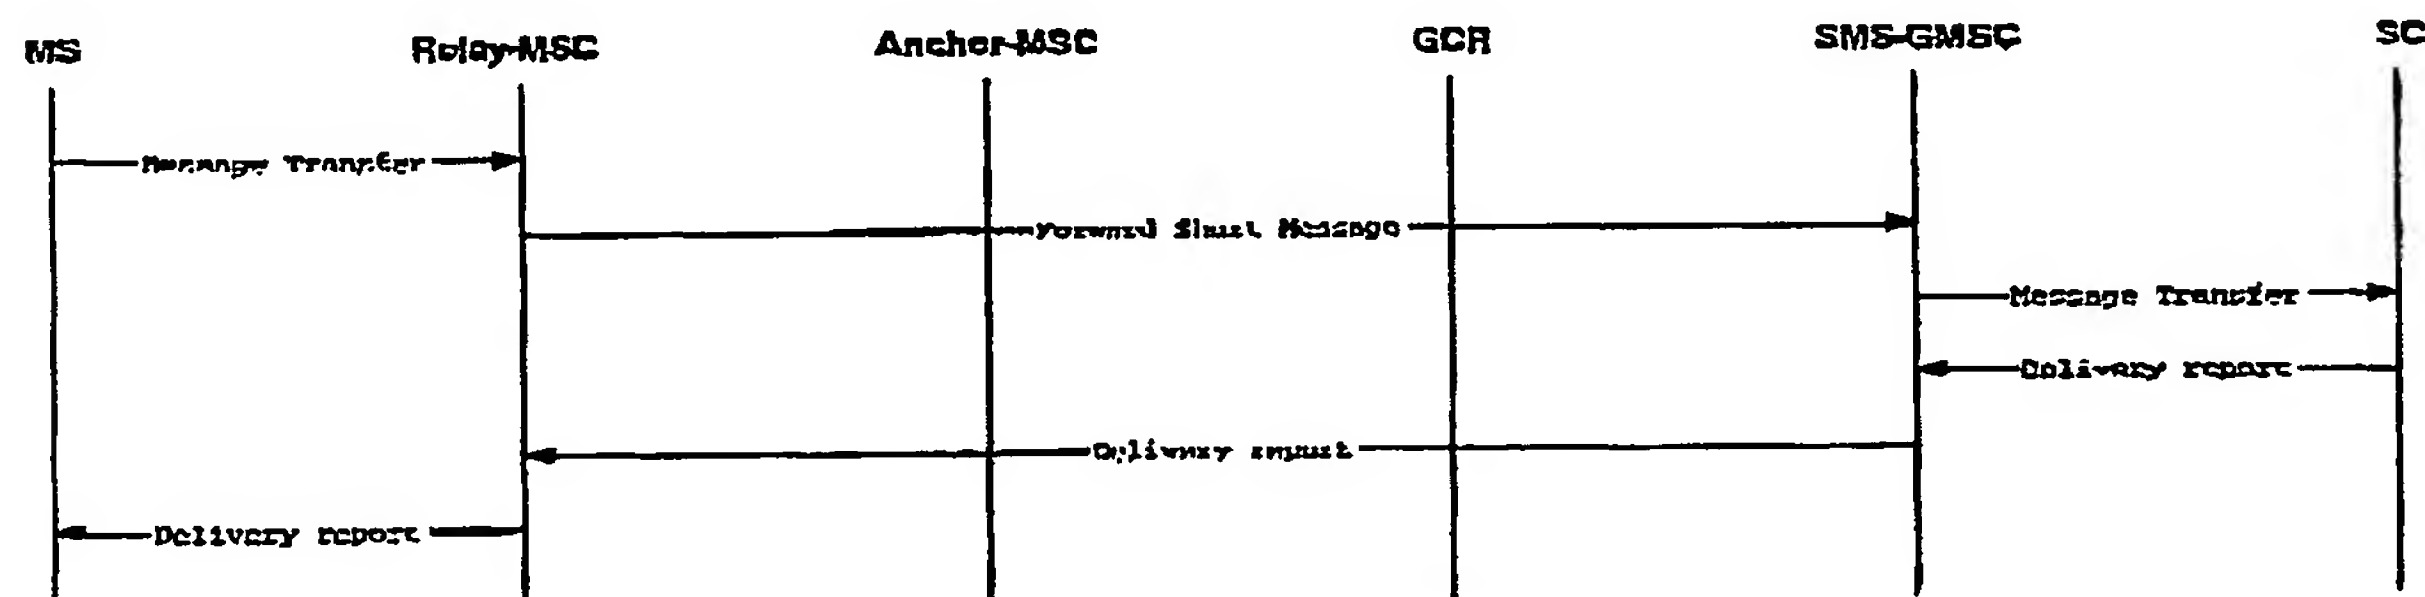 MS Relay-MSC Anchor-MSC GCR SMS-GMSC SC
Message Transfer
Forward Short Message
Message Transfer
Delivery report
Delivery report
Delivery report